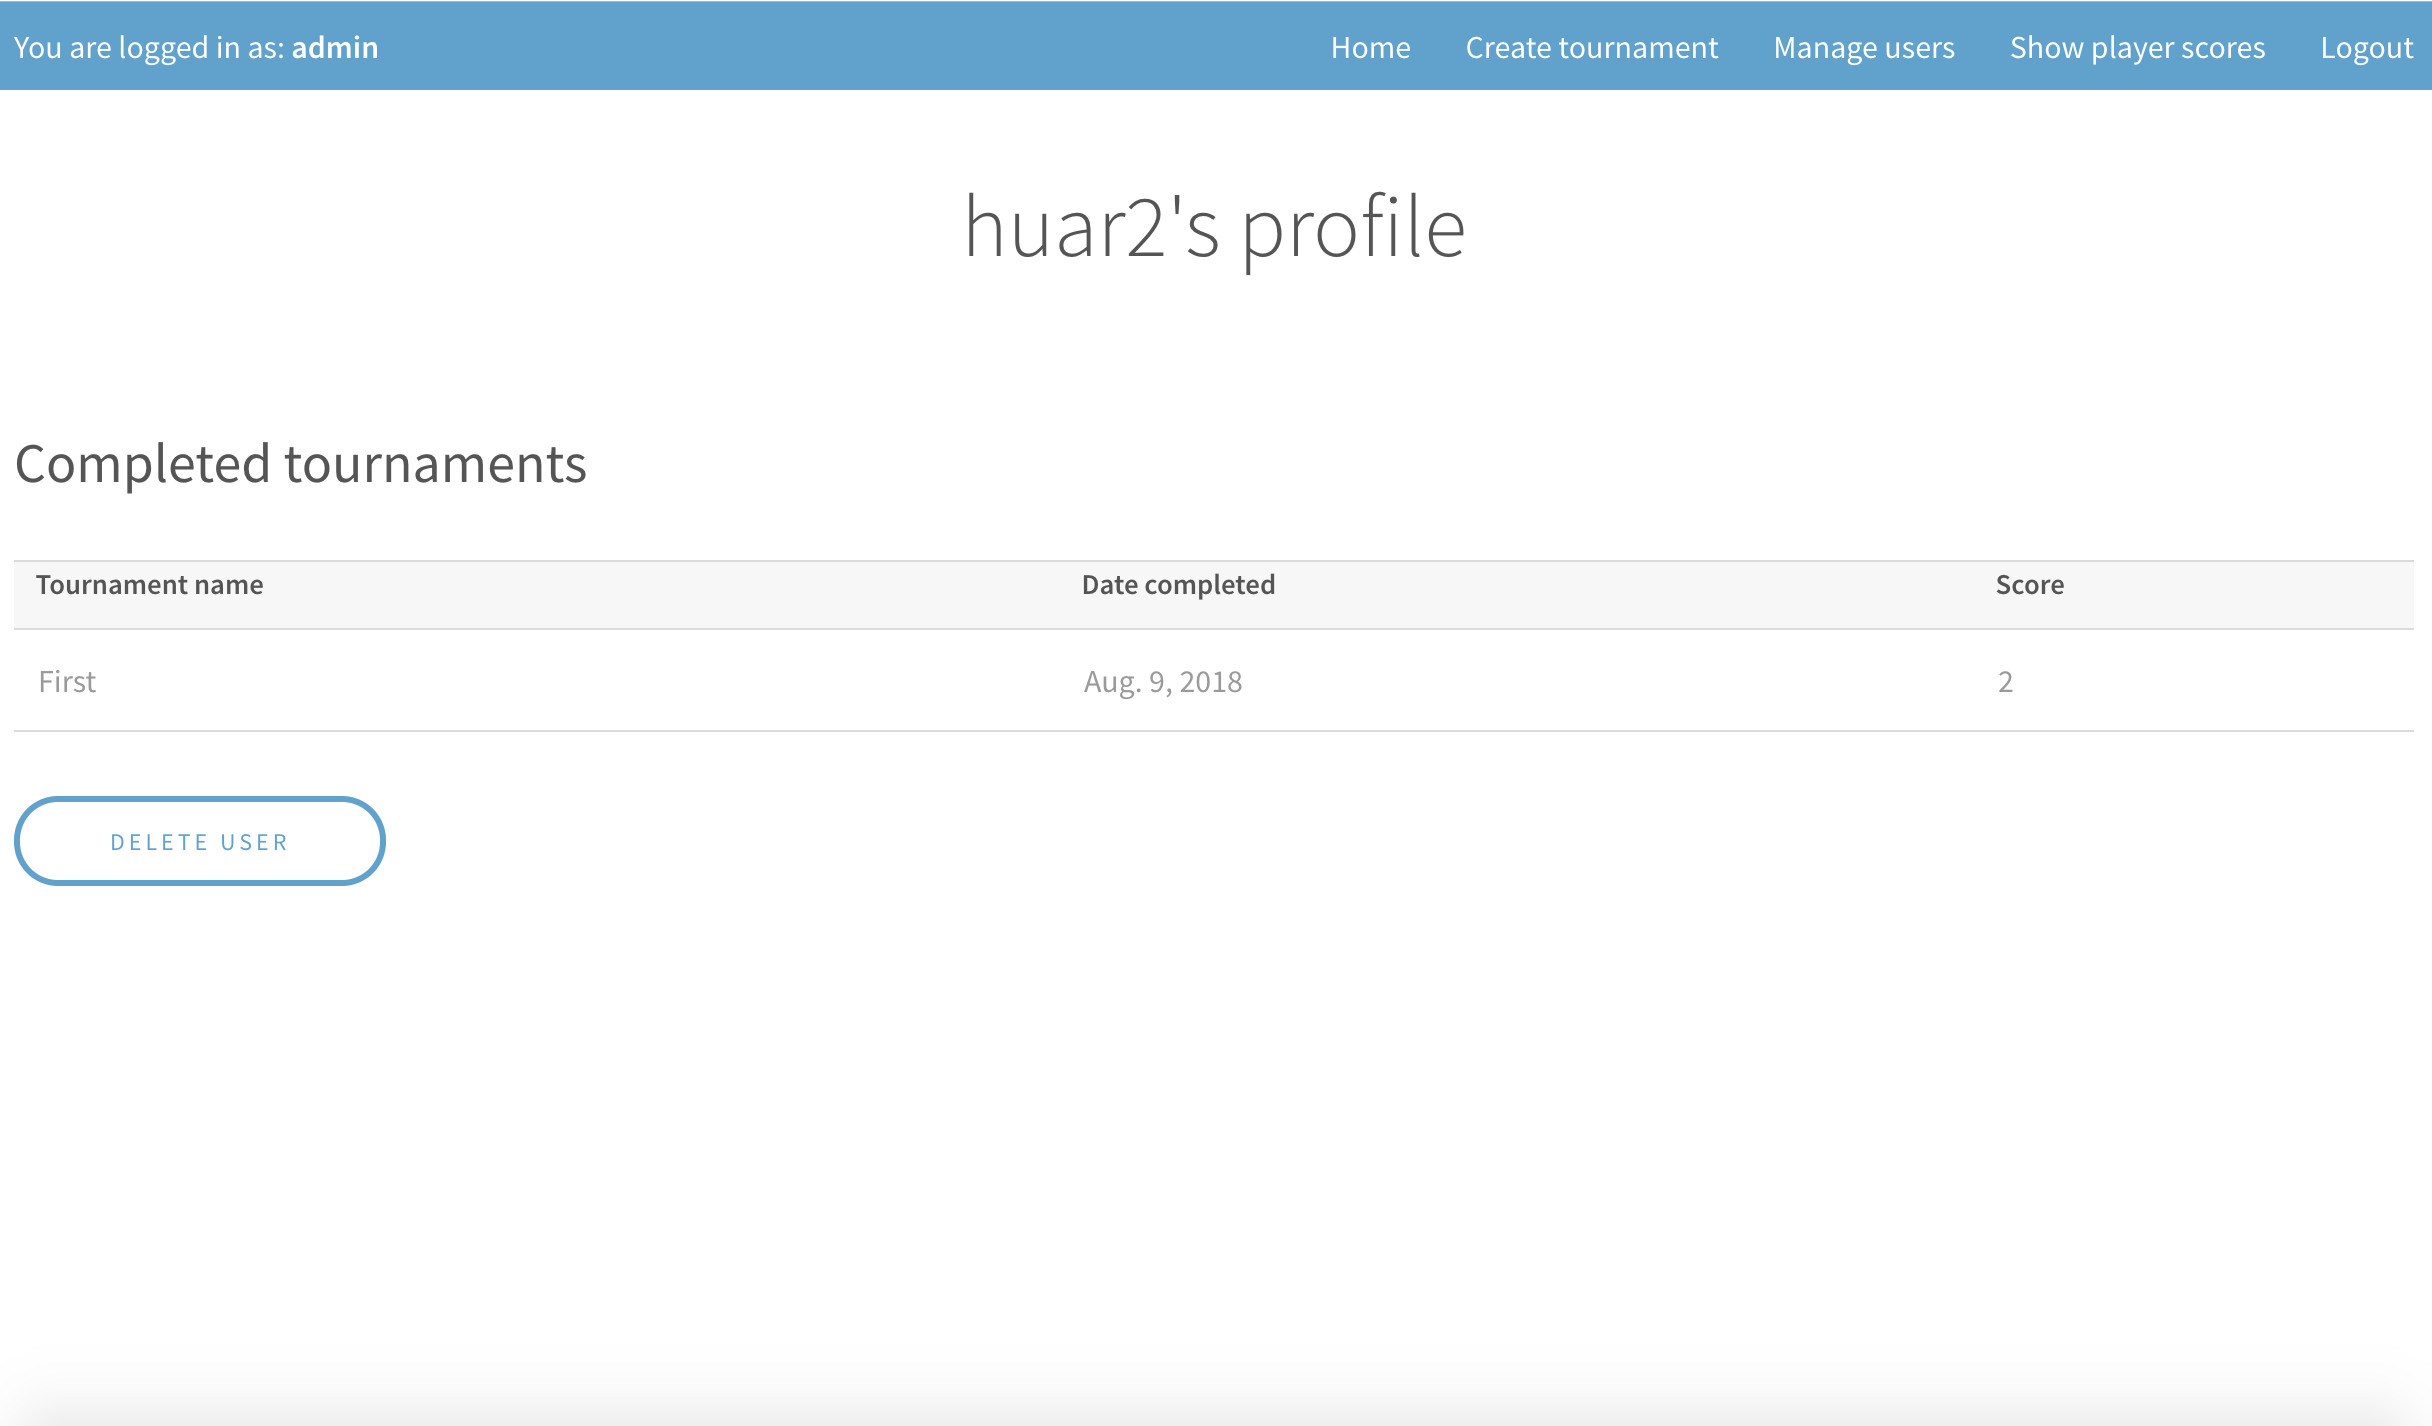 You are logged in as: admin Home Create tournament Manage users Show player scores Logout
huar2's profile
Completed tournaments
Tournament name Date completed Score
First Aug. 9, 2018 2
DELETE USER